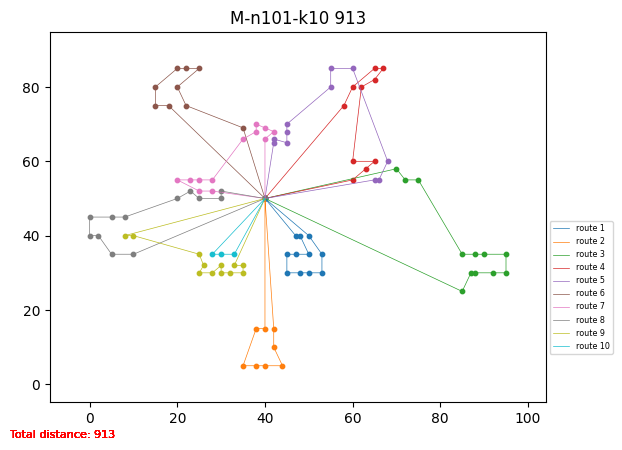 M-n101-k10 913
80
60
40
20
0
0 20 40 60 80 100
route 1
route 2
route 3
route 4
route 5
route 6
route 7
route 8
route 9
route 10
Total distance: 913